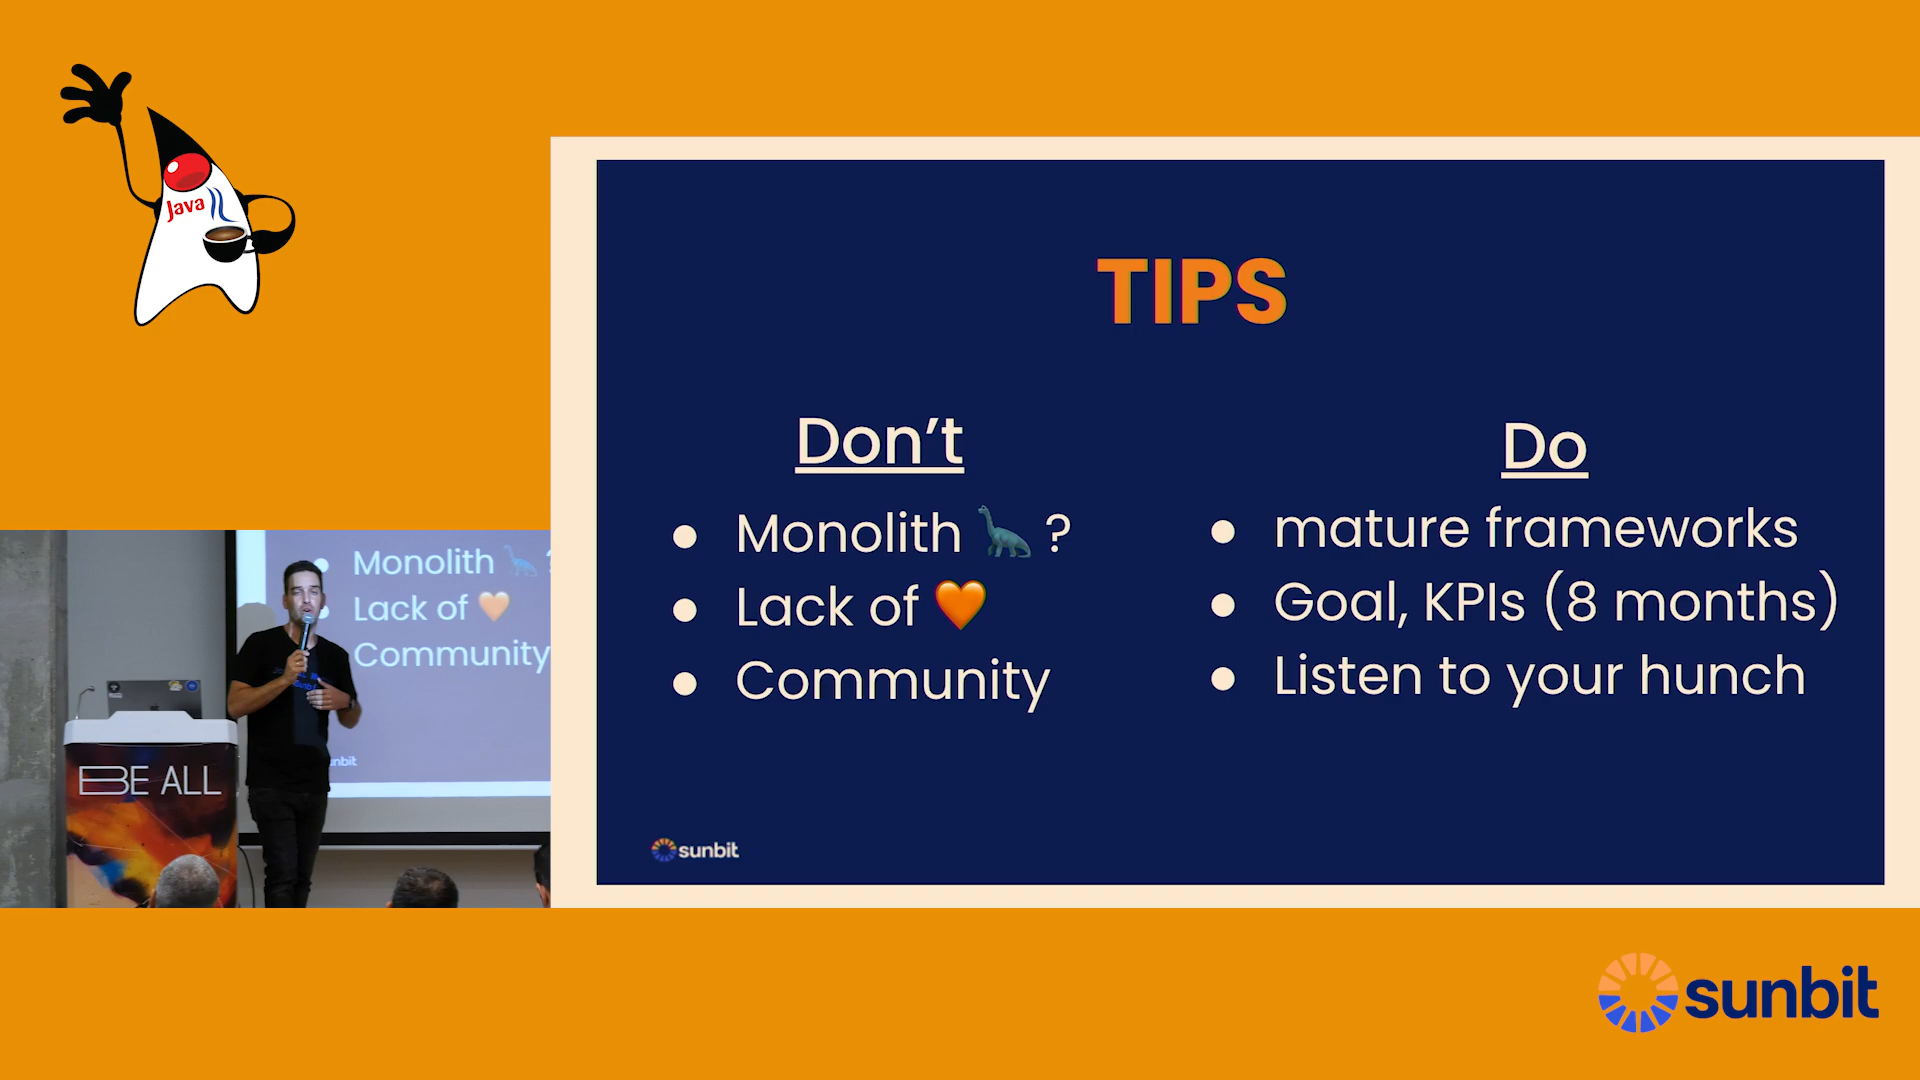 Java
TIPS
Don’t
Monolith 🦕 ?
Lack of 🧡
Community
Do
mature frameworks
Goal, KPIs (8 months)
Listen to your hunch
sunbit
Monolith 🦕 ?
Lack of 🧡
Community
nbit
BE ALL
sunbit